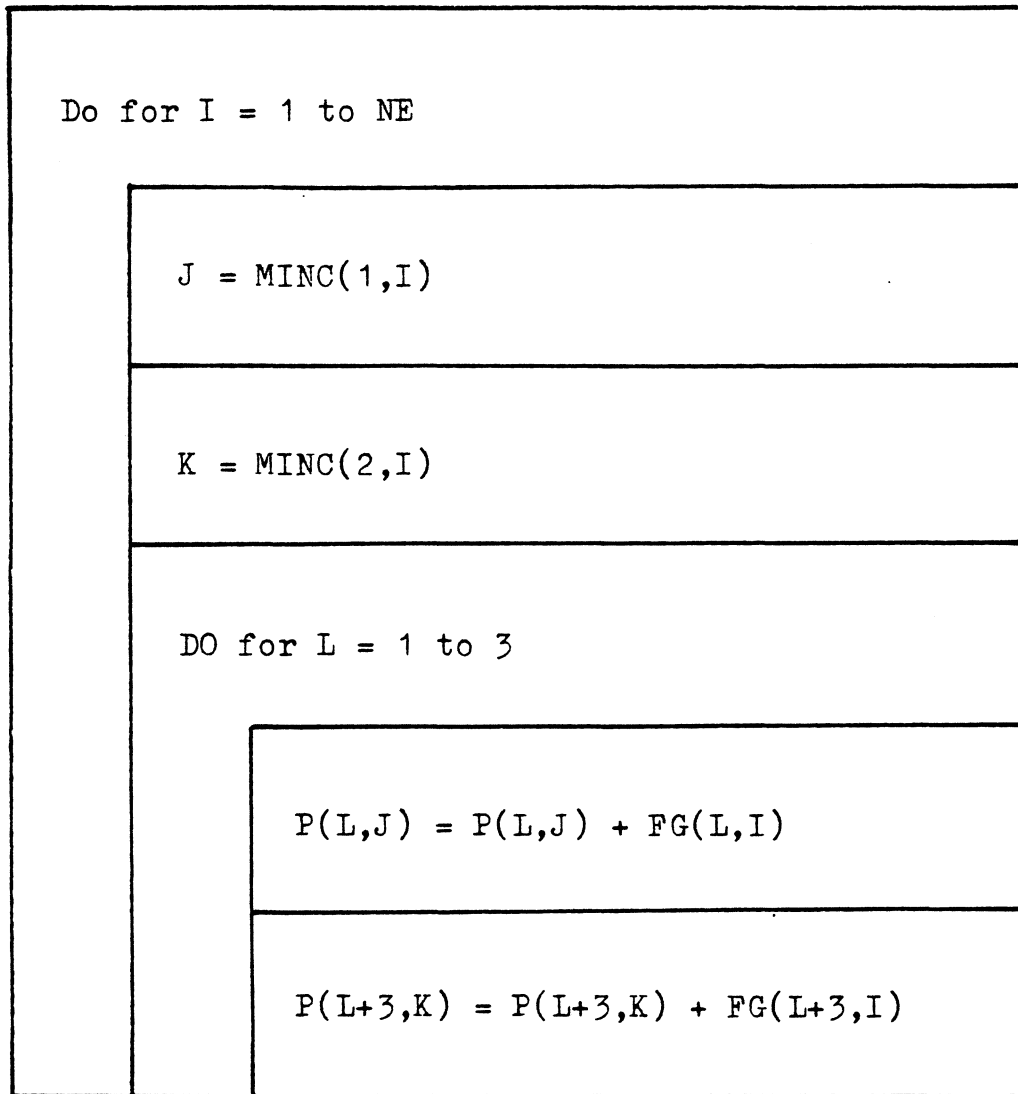 Do for I = 1 to NE
J = MINC(1,I)
K = MINC(2,I)
DO for L = 1 to 3
P(L,J) = P(L,J) + FG(L,I)
P(L+3,K) = P(L+3,K) + FG(L+3,I)